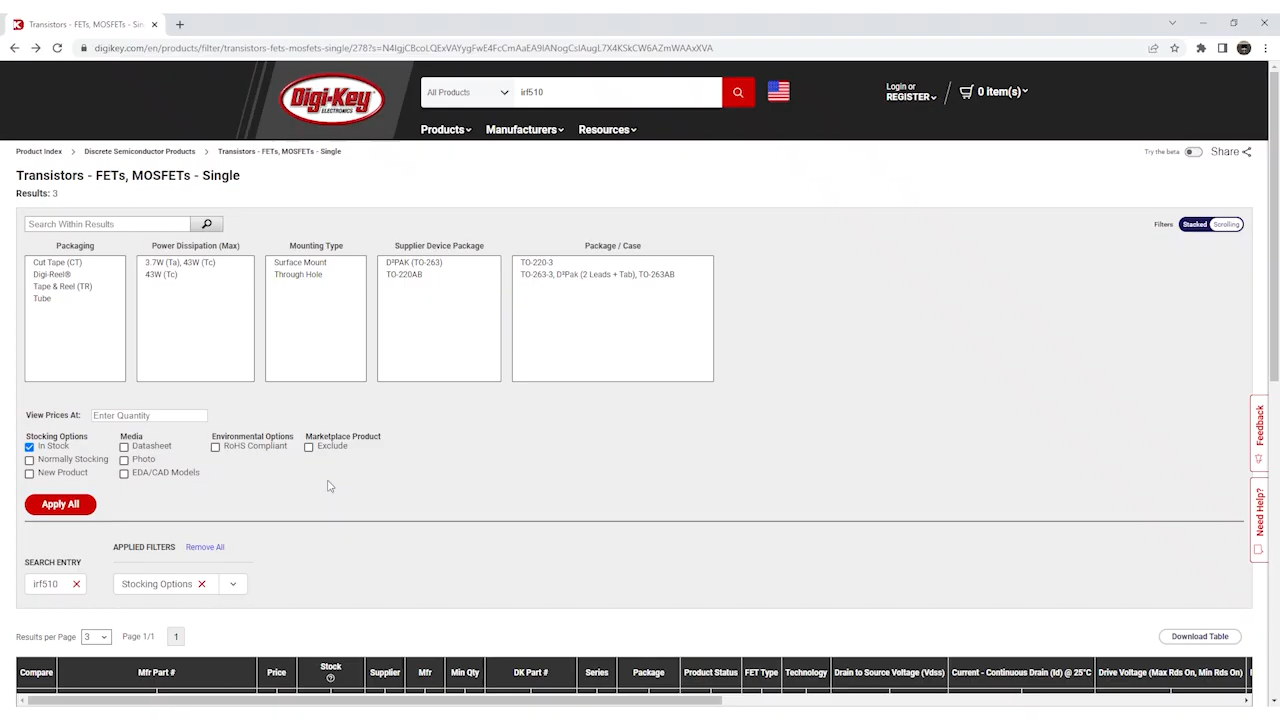 Transistors - FETs, MOSFETs - Sin
digikey.com/en/products/filter/transistors-fets-mosfets-single/278?s=N4IgjCBcoLQExVAYygFwE4FcCmAaEA9lANogCsIAugL7X4KSkCW6AZmWAAxXVA
Digi-Key
ELECTRONICS
All Products
irf510
Login or
REGISTER
0 item(s)
Products
Manufacturers
Resources
Product Index > Discrete Semiconductor Products > Transistors - FETs, MOSFETs - Single
Try the beta
Share
Transistors - FETs, MOSFETs - Single
Results: 3
Search Within Results
Filters
Stacked
Scrolling
Packaging
Cut Tape (CT)
Digi-Reel®
Tape & Reel (TR)
Tube
Power Dissipation (Max)
3.7W (Ta), 43W (Tc)
43W (Tc)
Mounting Type
Surface Mount
Through Hole
Supplier Device Package
D²PAK (TO-263)
TO-220AB
Package / Case
TO-220-3
TO-263-3, D²Pak (2 Leads + Tab), TO-263AB
View Prices At:
Enter Quantity
Stocking Options
In Stock
Normally Stocking
New Product
Media
Datasheet
Photo
EDA/CAD Models
Environmental Options
RoHS Compliant
Marketplace Product
Exclude
Apply All
Feedback
Need Help?
SEARCH ENTRY
irf510
APPLIED FILTERS
Remove All
Stocking Options
Results per Page
3
Page 1/1
1
Download Table
Compare
Mfr Part #
Price
Stock
Supplier
Mfr
Min Qty
DK Part #
Series
Package
Product Status
FET Type
Technology
Drain to Source Voltage (Vdss)
Current - Continuous Drain (Id) @ 25°C
Drive Voltage (Max Rds On, Min Rds On)